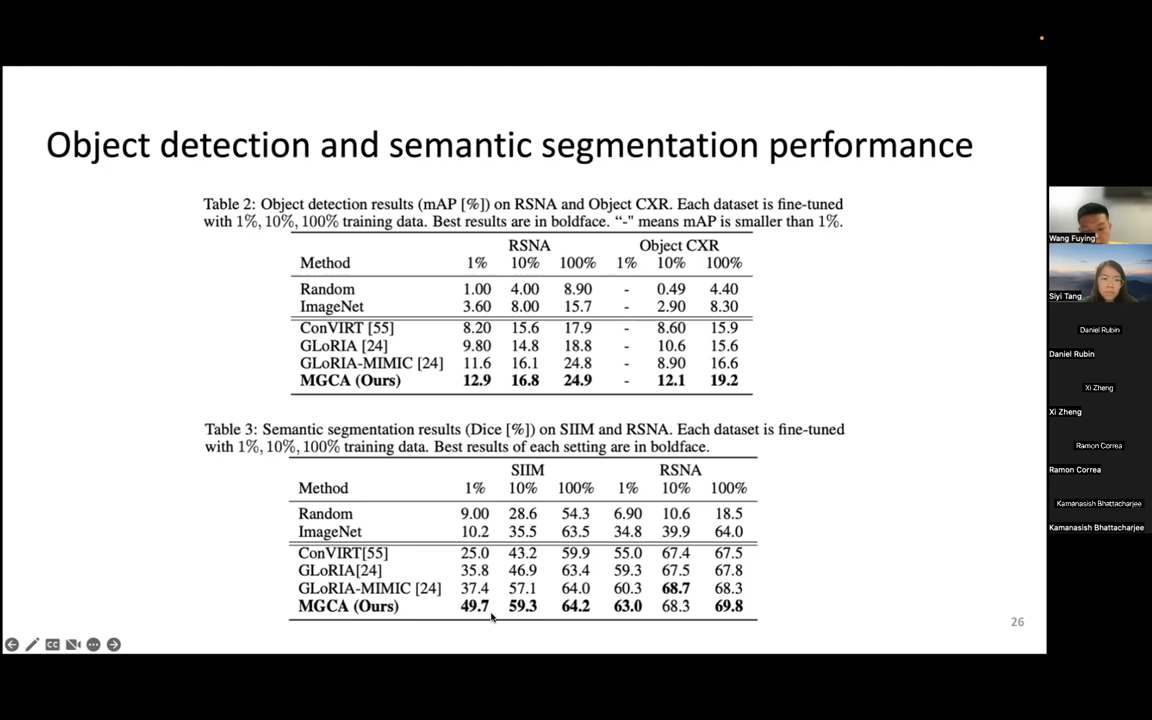 Object detection and semantic segmentation performance
Table 2: Object detection results (mAP [%]) on RSNA and Object CXR. Each dataset is fine-tuned
with 1%, 10%, 100% training data. Best results are in boldface. “-" means mAP is smaller than 1%.
RSNA Object CXR
Method 1% 10% 100% 1% 10% 100%
Random 1.00 4.00 8.90 - 0.49 4.40
ImageNet 3.60 8.00 15.7 - 2.90 8.30
ConVIRT [55] 8.20 15.6 17.9 - 8.60 15.9
GLoRIA [24] 9.80 14.8 18.8 - 10.6 15.6
GLoRIA-MIMIC [24] 11.6 16.1 24.8 - 8.90 16.6
MGCA (Ours) 12.9 16.8 24.9 - 12.1 19.2
Table 3: Semantic segmentation results (Dice [%]) on SIIM and RSNA. Each dataset is fine-tuned
with 1%, 10%, 100% training data. Best results of each setting are in boldface.
SIIM RSNA
Method 1% 10% 100% 1% 10% 100%
Random 9.00 28.6 54.3 6.90 10.6 18.5
ImageNet 10.2 35.5 63.5 34.8 39.9 64.0
ConVIRT[55] 25.0 43.2 59.9 55.0 67.4 67.5
GLoRIA[24] 35.8 46.9 63.4 59.3 67.5 67.8
GLoRIA-MIMIC [24] 37.4 57.1 64.0 60.3 68.7 68.3
MGCA (Ours) 49.7 59.3 64.2 63.0 68.3 69.8
26
CC
Wang Fuying
Siyi Tang
Daniel Rubin
Daniel Rubin
Xi Zheng
Xi Zheng
Ramon Correa
Ramon Correa
Kamanasish Bhattacharjee
Kamanasish Bhattacharjee